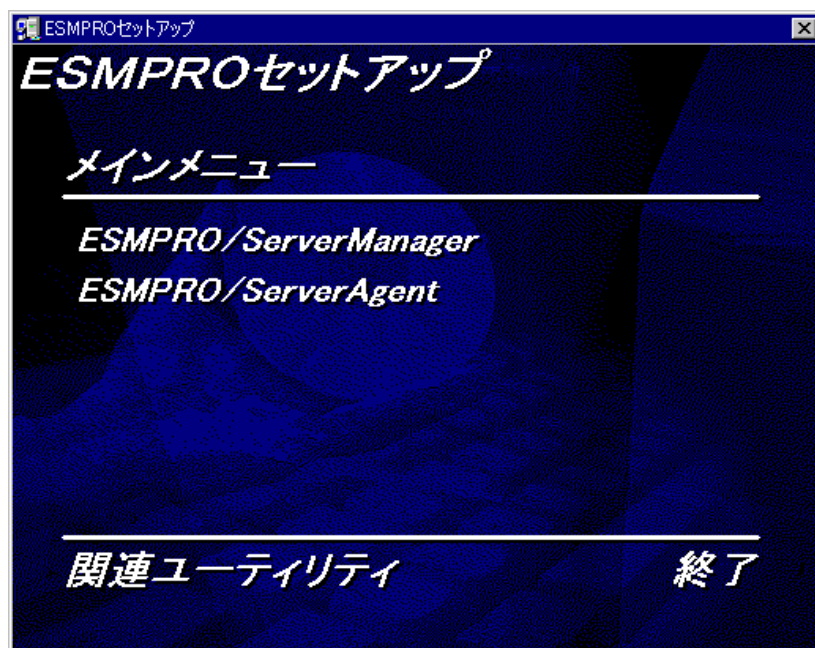 ESMPROセットアップ
ESMPROセットアップ
メインメニュー
ESMPRO/ServerManager
ESMPRO/ServerAgent
関連ユーティリティ 終了